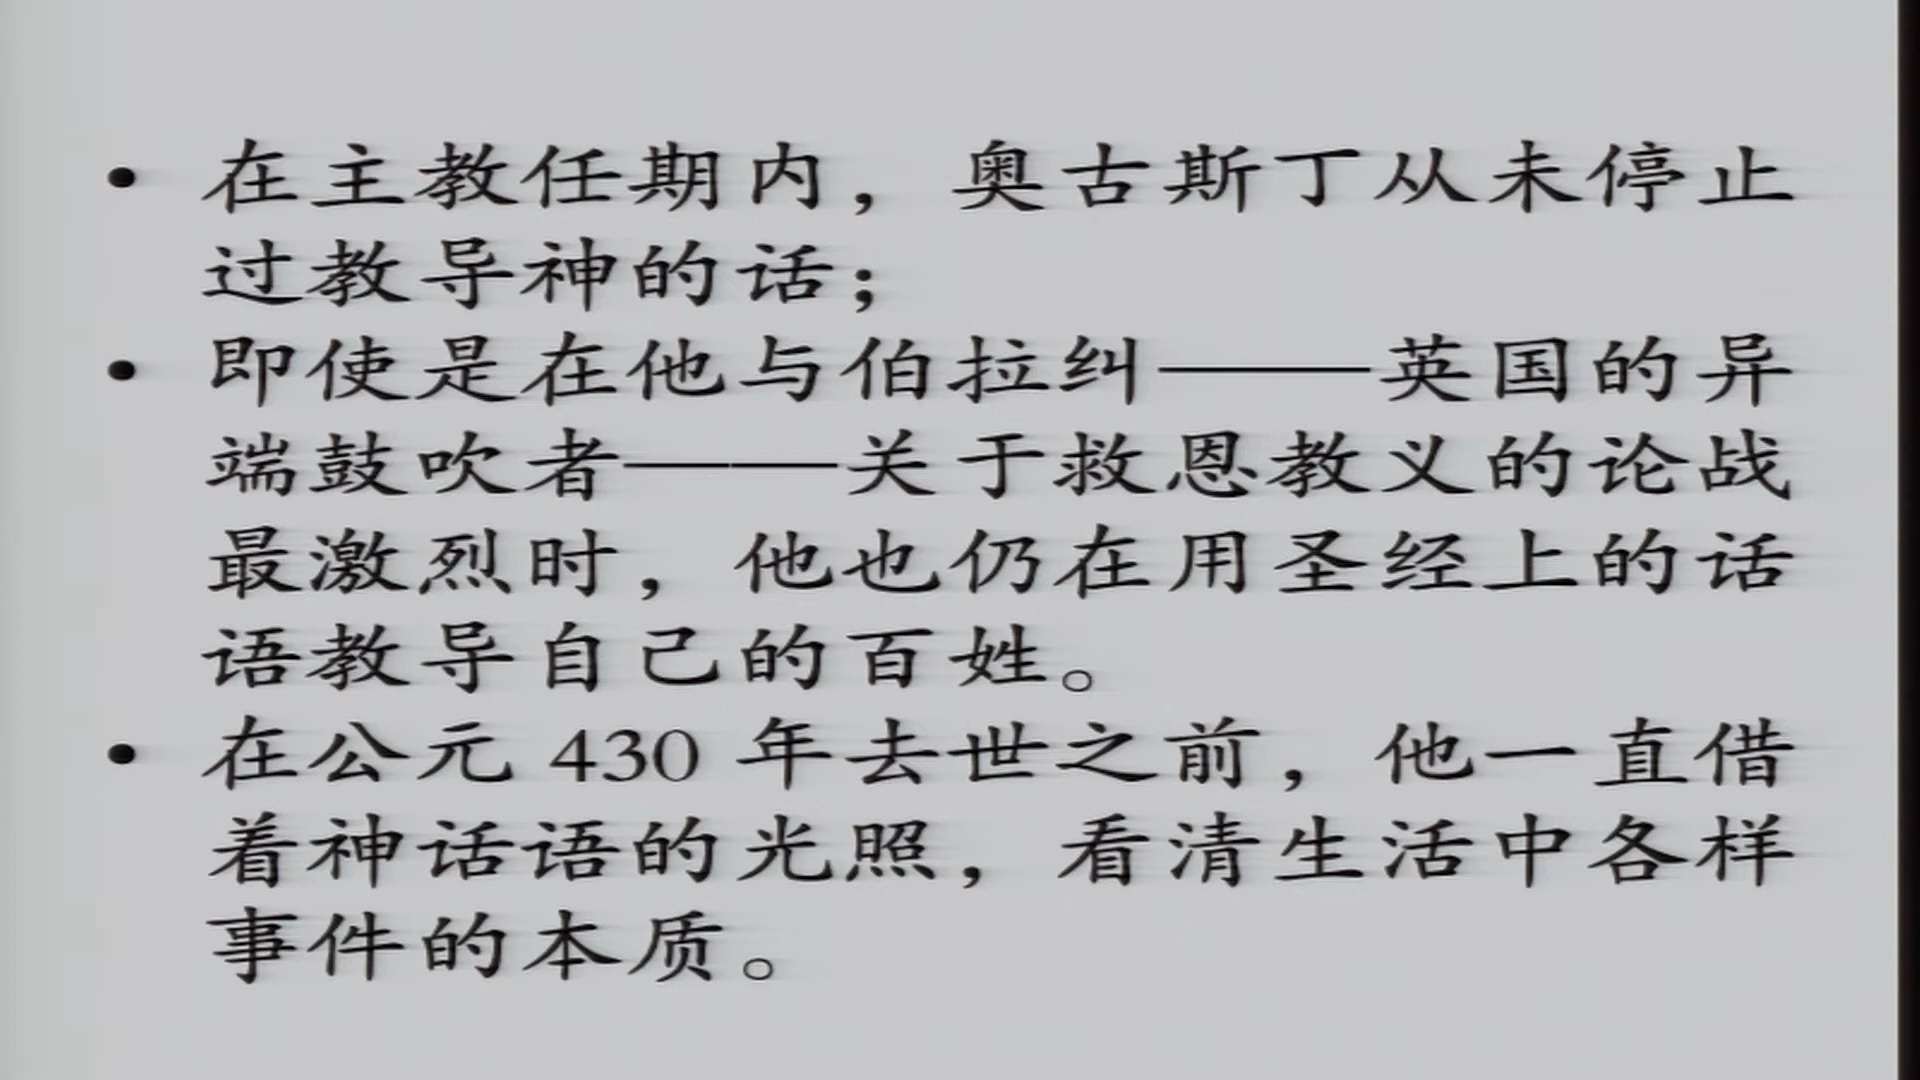 • 在主教任期内，奥古斯丁从未停止
过教导神的话；
• 即使是在他与伯拉纠——英国的异
端鼓吹者——关于救恩教义的论战
最激烈时，他也仍在用圣经上的话
语教导自己的百姓。
• 在公元 430 年去世之前，他一直借
着神话语的光照，看清生活中各样
事件的本质。